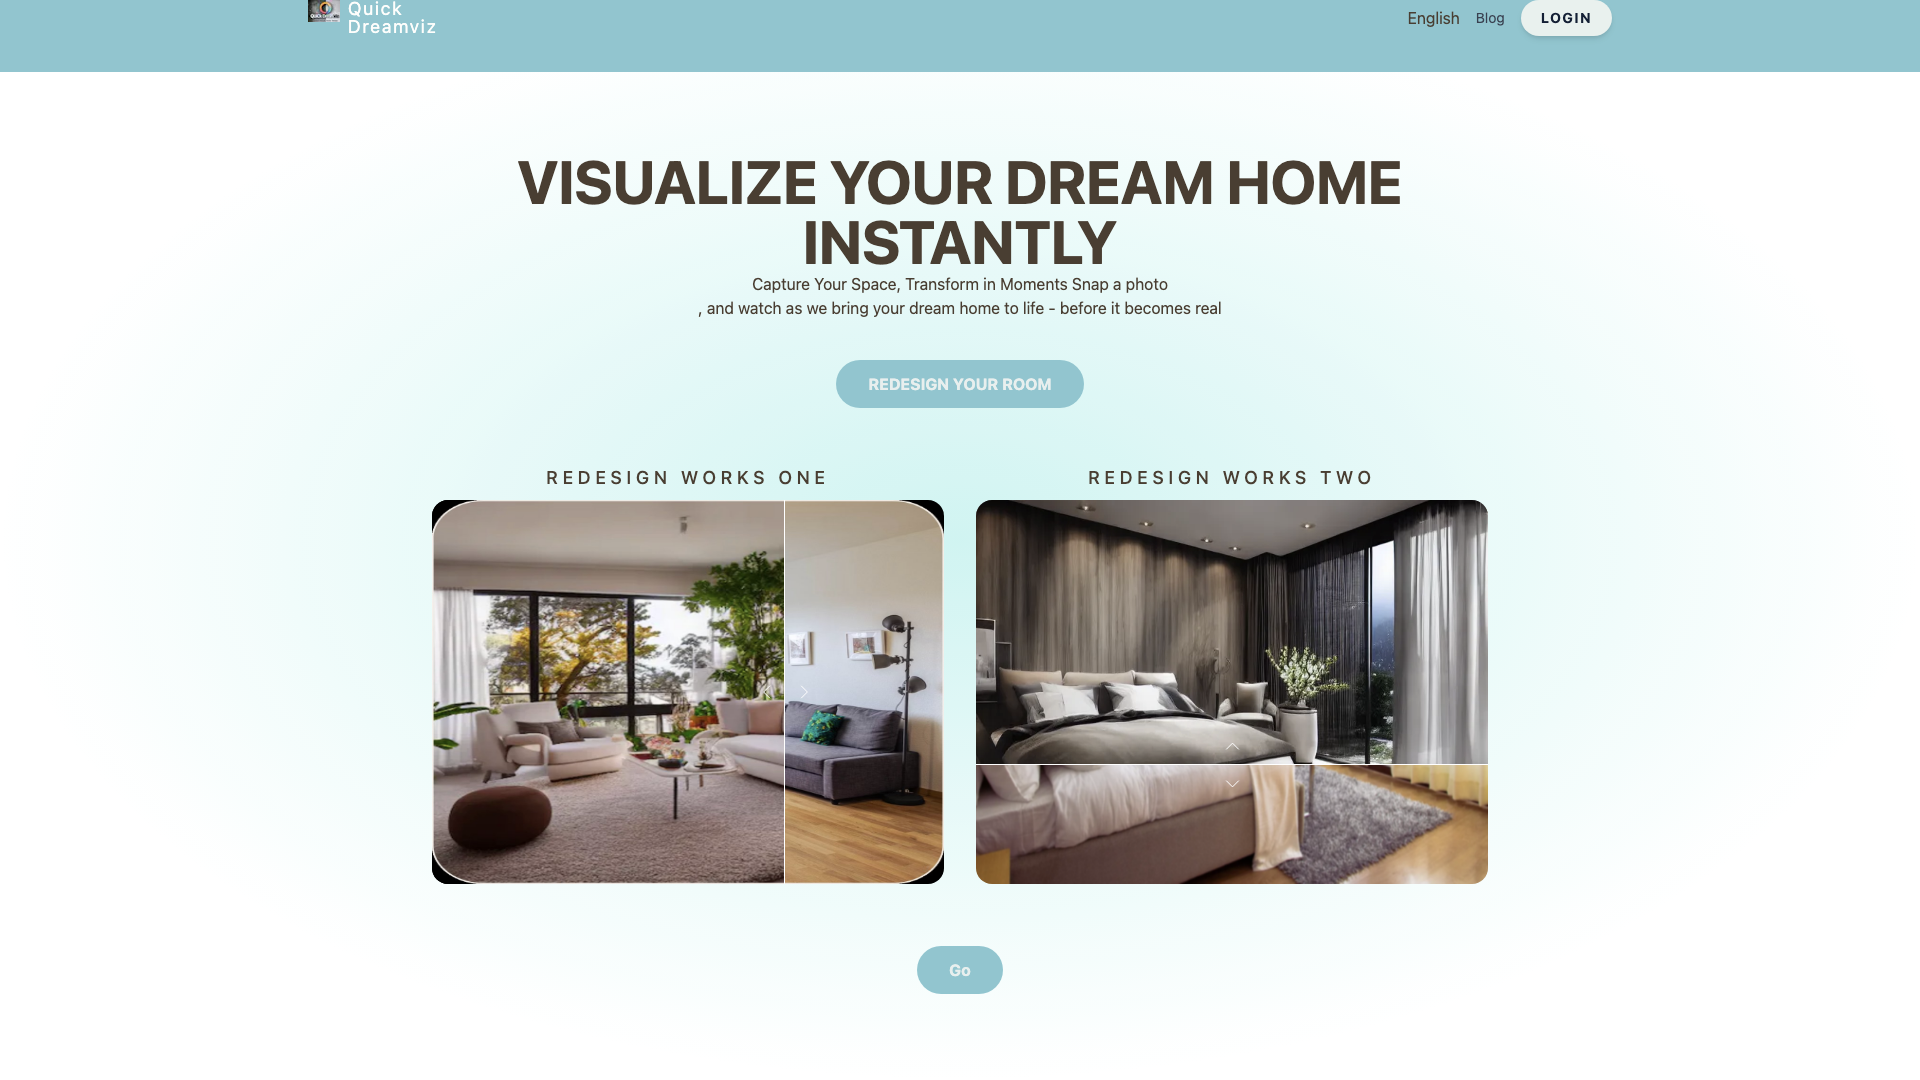 Quick
Dreamviz
English
Blog
LOGIN
VISUALIZE YOUR DREAM HOME
INSTANTLY
Capture Your Space, Transform in Moments Snap a photo
, and watch as we bring your dream home to life - before it becomes real
REDESIGN YOUR ROOM
REDESIGN WORKS ONE
REDESIGN WORKS TWO
Go